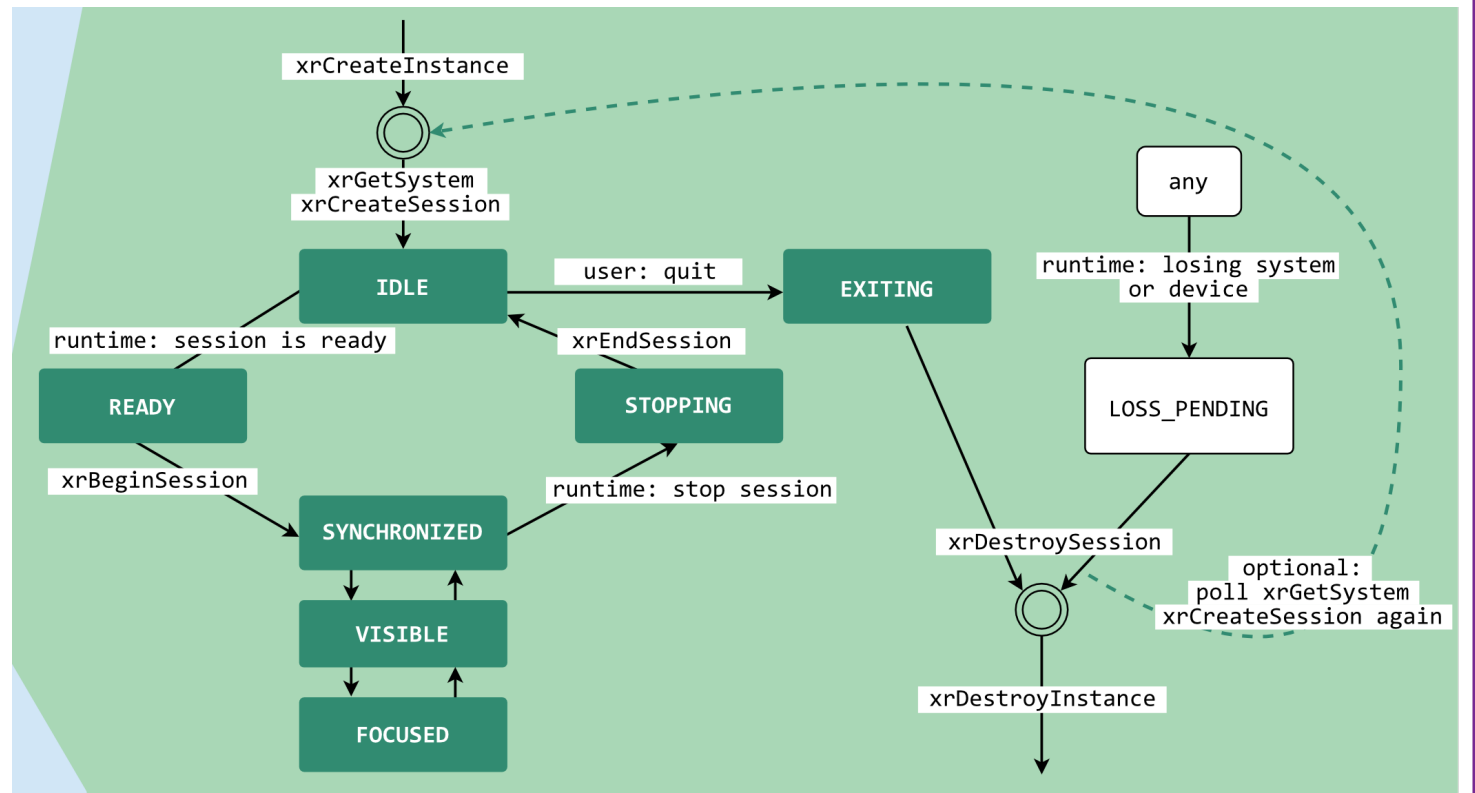 xrCreateInstance
xrGetSystem
xrCreateSession
any
IDLE
user: quit
EXITING
runtime: losing system
or device
runtime: session is ready
xrEndSession
READY
STOPPING
LOSS_PENDING
xrBeginSession
runtime: stop session
SYNCHRONIZED
xrDestroySession
optional:
poll xrGetSystem
xrCreateSession again
VISIBLE
xrDestroyInstance
FOCUSED